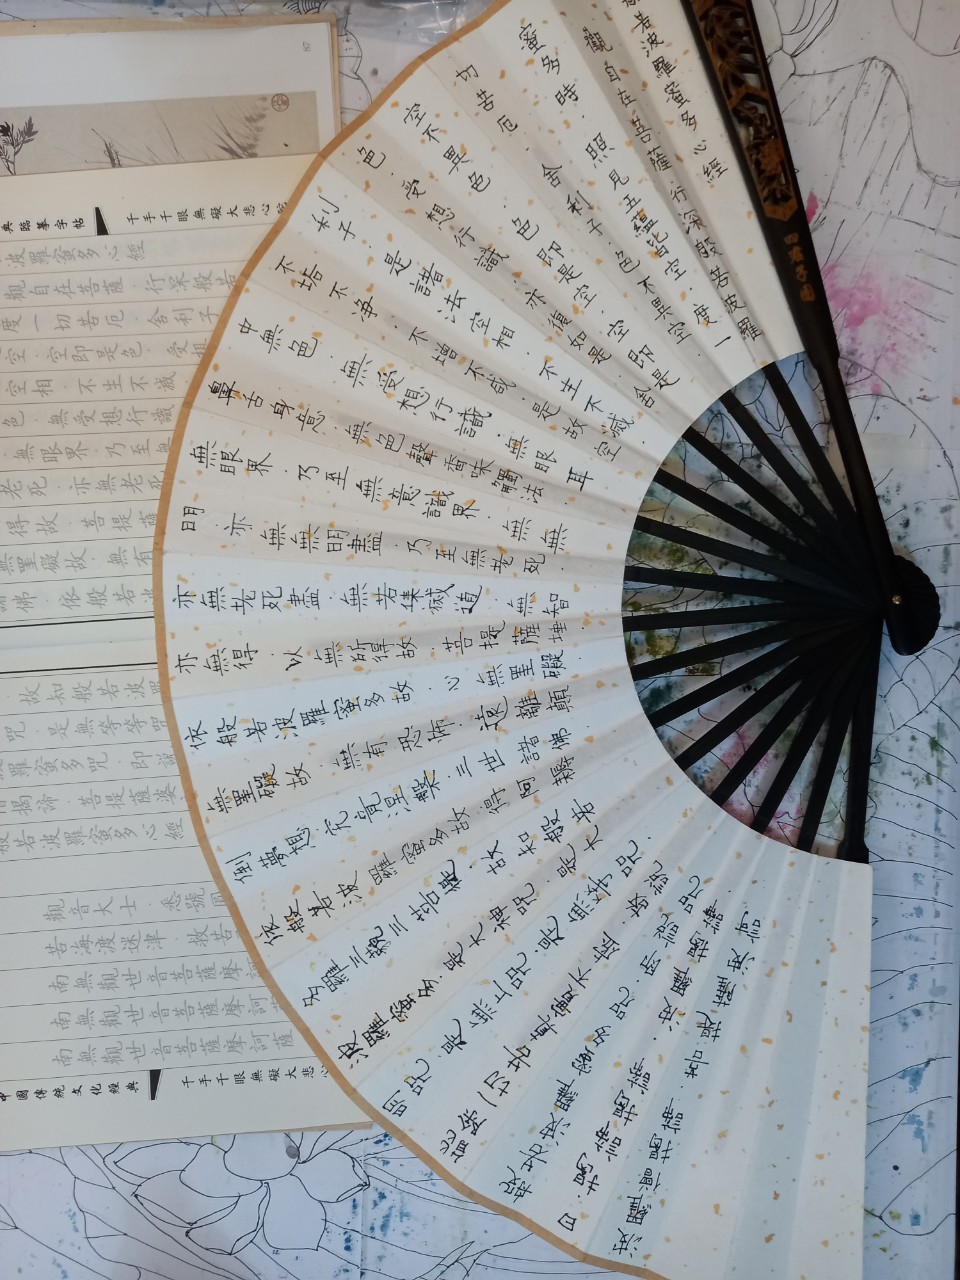 般若波羅蜜多心經
觀自在菩薩·行深般若波羅
蜜多時·照見五蘊皆空·度一
切苦厄·舍利子·色不異空·
空不異色·色即是空·空即是
色·受想行識·亦復如是·舍
利子·是諸法空相·不生不滅·
不垢不净·不增不减·是故空
中無色·無受想行識·無眼耳
鼻舌身意·無色聲香味觸法·
無眼界·乃至無意識界·無無
明·亦無無明盡·乃至無老死·
亦無老死盡·無若集滅道·無智
亦無得·以無所得故·菩提薩埵·
依般若波羅蜜多故·心無罣礙·
無罣礙故·無有恐怖·遠離顛
倒夢想·究竟涅槃·三世諸佛
依般若波羅蜜多故·得阿耨
多羅三藐三菩提·故知般若
波羅蜜多是大神咒·是大
明咒·是無上咒·是無等咒·
能除一切苦真實不虛·故說
般若波羅蜜多咒·所說咒
曰·揭諦揭諦·波羅揭諦·
波羅僧揭諦·菩提薩波訶
典臨摹字帖
千手千眼無礙大悲心
波羅蜜多心經
觀自在菩薩·行深般若
度一切苦厄·舍利子
空·空即是色·受想
空相·不生不滅
色·無受想行識
無眼界·乃至無
老死·亦無老死
得故·菩提薩
無罣礙故·無有
諸佛·依般若波
故知般若波羅
咒·是無等等咒
波羅蜜多咒·即說
揭諦·菩提薩婆
般若波羅蜜多心經
觀音大士·悉號圓
苦海渡迷津·救苦
南無觀世音菩薩摩訶薩
南無觀世音菩薩摩訶薩
南無觀世音菩薩摩訶薩
中國傳統文化經典
千手千眼無礙大悲心
87